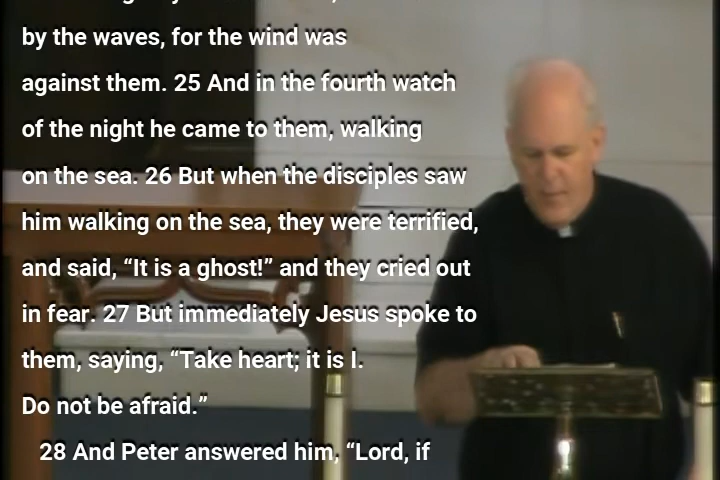 by the waves, for the wind was
against them. 25 And in the fourth watch
of the night he came to them, walking
on the sea. 26 But when the disciples saw
him walking on the sea, they were terrified,
and said, “It is a ghost!” and they cried out
in fear. 27 But immediately Jesus spoke to
them, saying, “Take heart; it is I.
Do not be afraid.”
28 And Peter answered him, “Lord, if